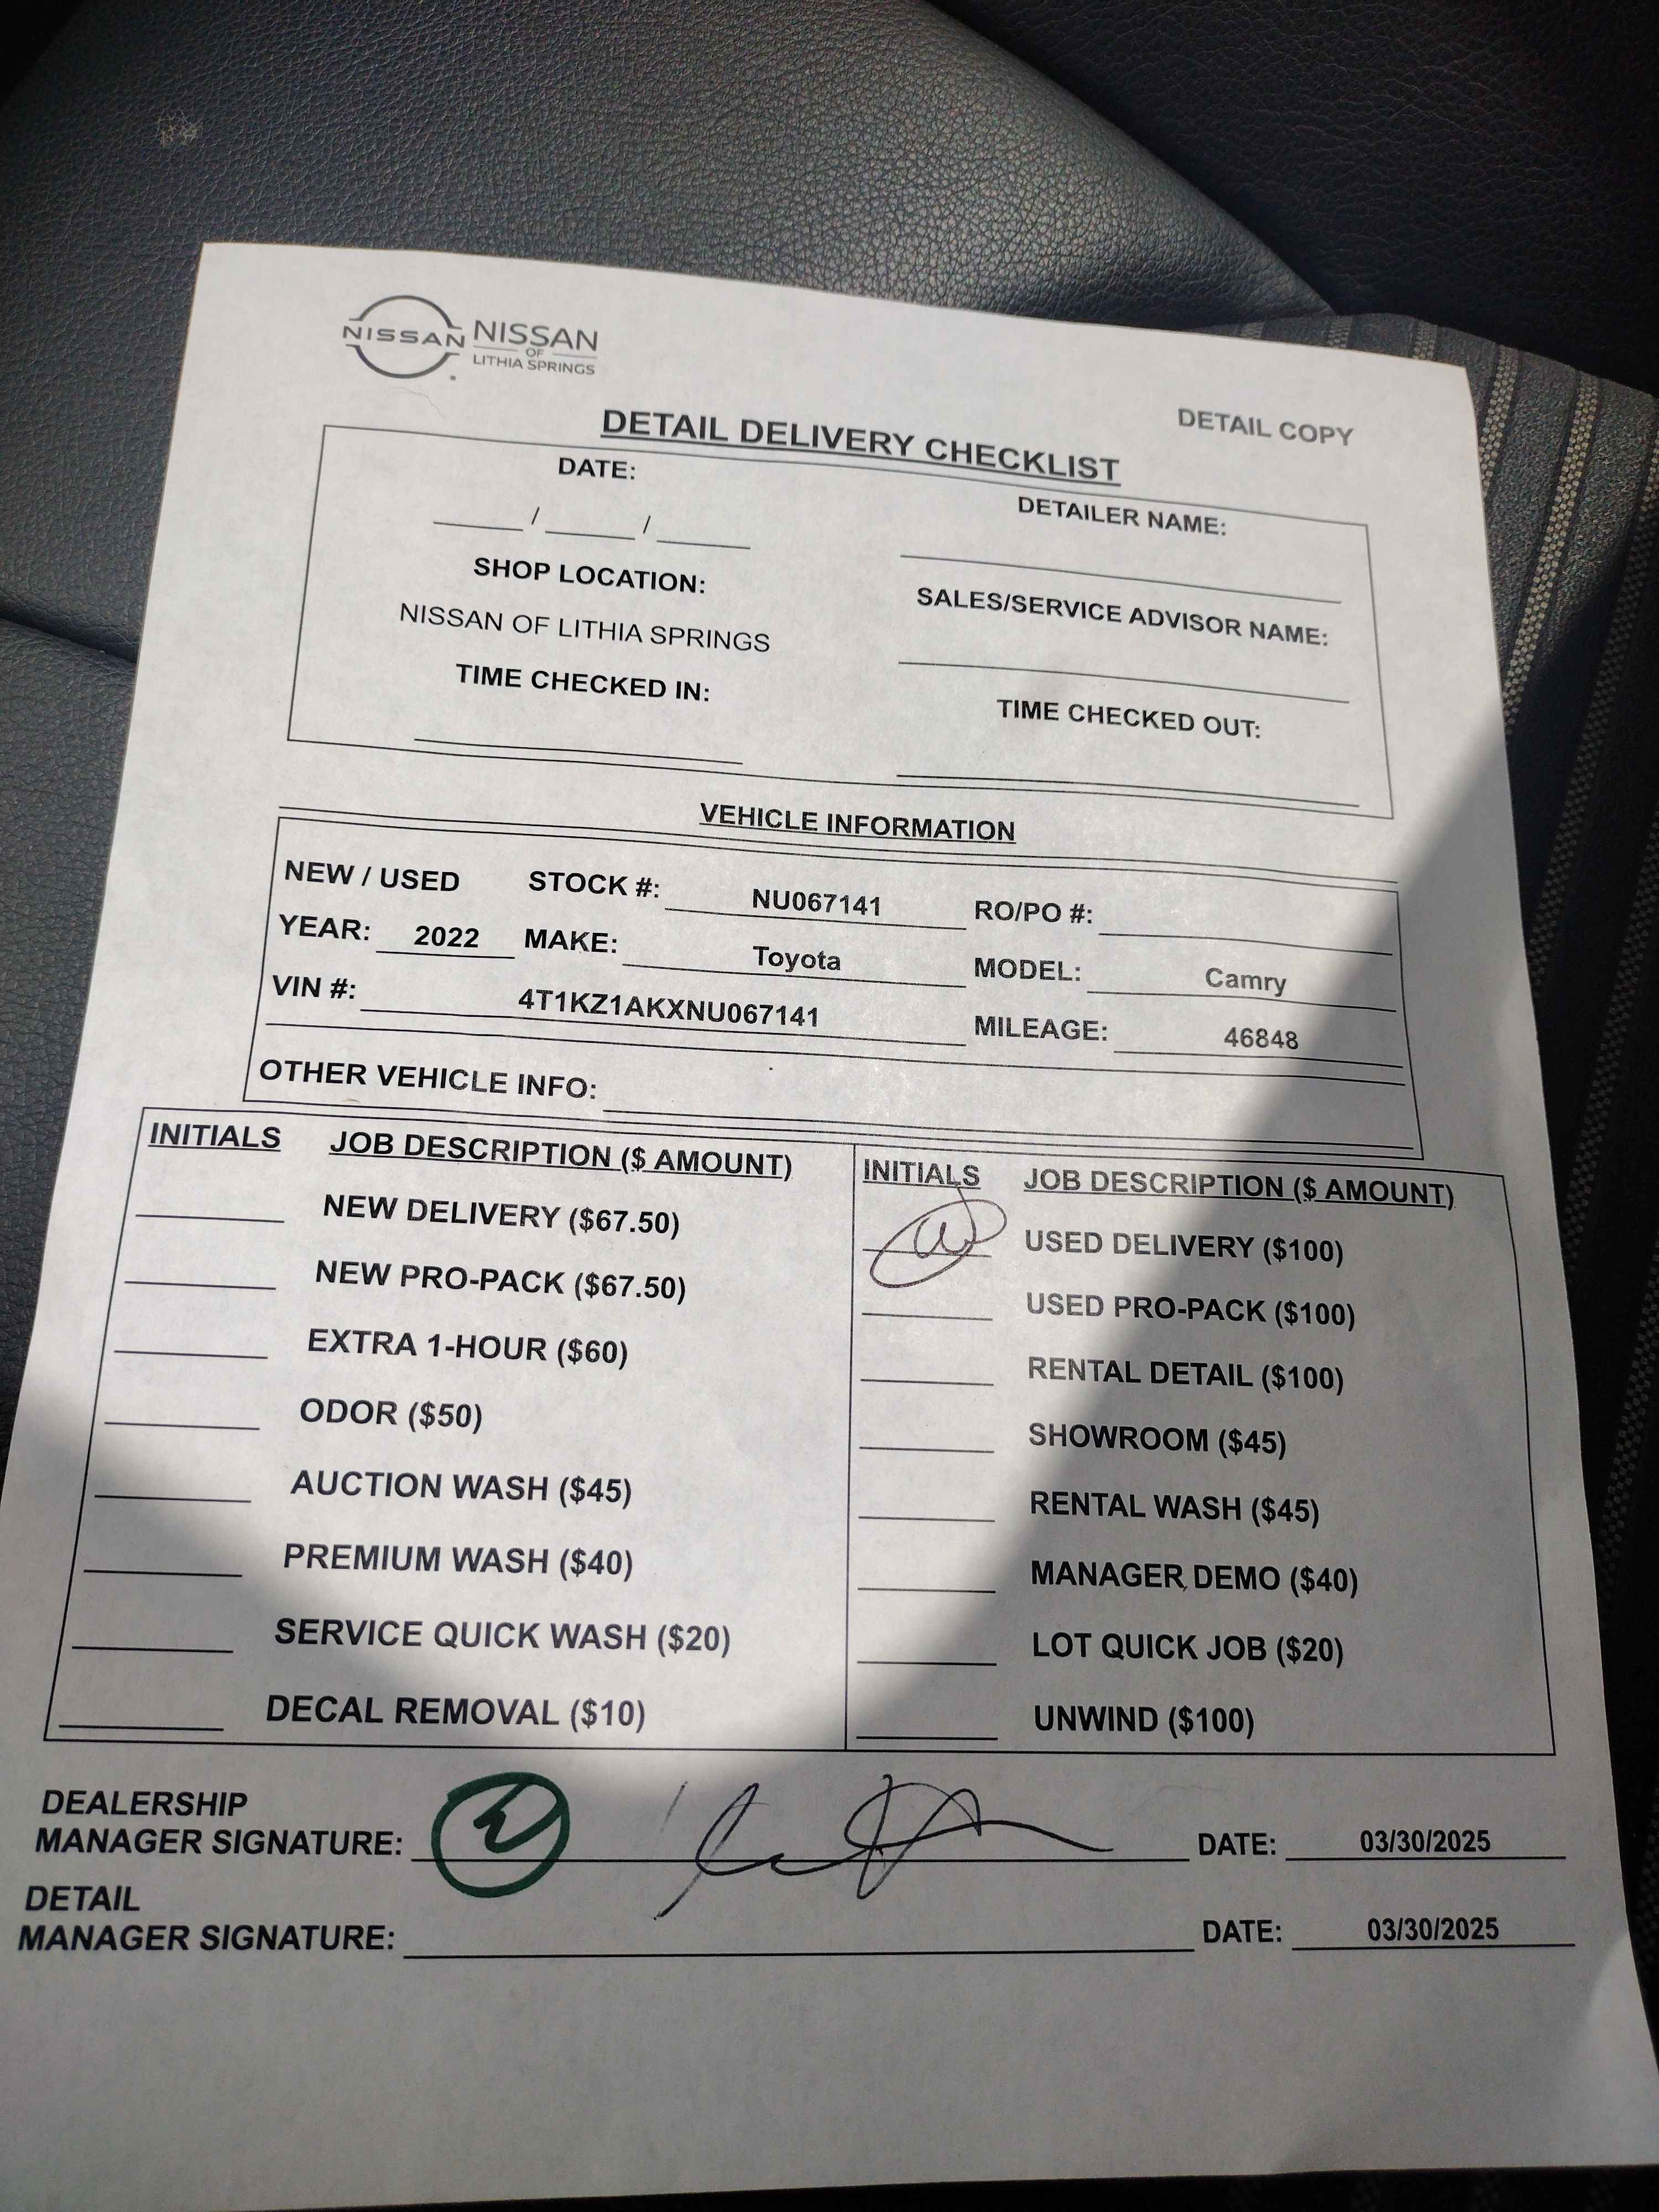 NISSAN NISSAN
OF
LITHIA SPRINGS
DETAIL COPY
DETAIL DELIVERY CHECKLIST
DATE:
DETAILER NAME:
____ / ____ / ____
SHOP LOCATION:
SALES/SERVICE ADVISOR NAME:
NISSAN OF LITHIA SPRINGS
TIME CHECKED IN:
TIME CHECKED OUT:
VEHICLE INFORMATION
NEW / USED STOCK #: NU067141 RO/PO #:
YEAR: 2022 MAKE: Toyota MODEL: Camry
VIN #: 4T1KZ1AKXNU067141 MILEAGE: 46848
OTHER VEHICLE INFO:
INITIALS JOB DESCRIPTION ($ AMOUNT)
NEW DELIVERY ($67.50)
NEW PRO-PACK ($67.50)
EXTRA 1-HOUR ($60)
ODOR ($50)
AUCTION WASH ($45)
PREMIUM WASH ($40)
SERVICE QUICK WASH ($20)
DECAL REMOVAL ($10)
INITIALS JOB DESCRIPTION ($ AMOUNT)
USED DELIVERY ($100)
USED PRO-PACK ($100)
RENTAL DETAIL ($100)
SHOWROOM ($45)
RENTAL WASH ($45)
MANAGER DEMO ($40)
LOT QUICK JOB ($20)
UNWIND ($100)
DEALERSHIP
MANAGER SIGNATURE: DATE: 03/30/2025
DETAIL
MANAGER SIGNATURE: DATE: 03/30/2025